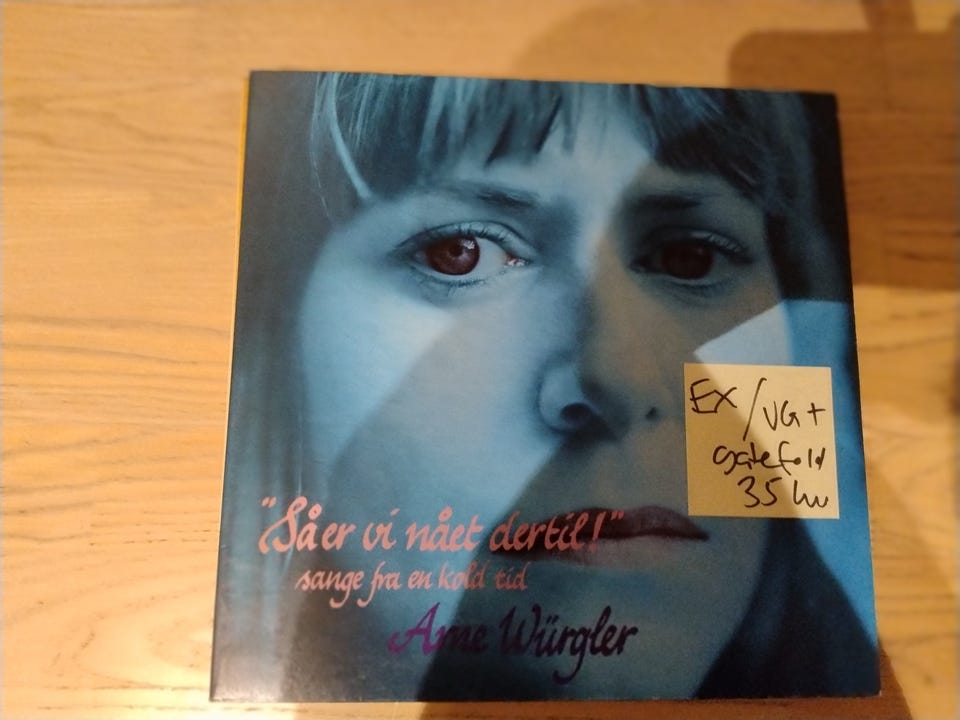 "Så er vi nået dertil!"
sange fra en kold tid
Arne Würgler
EX/VG+
gatefold
35 kr